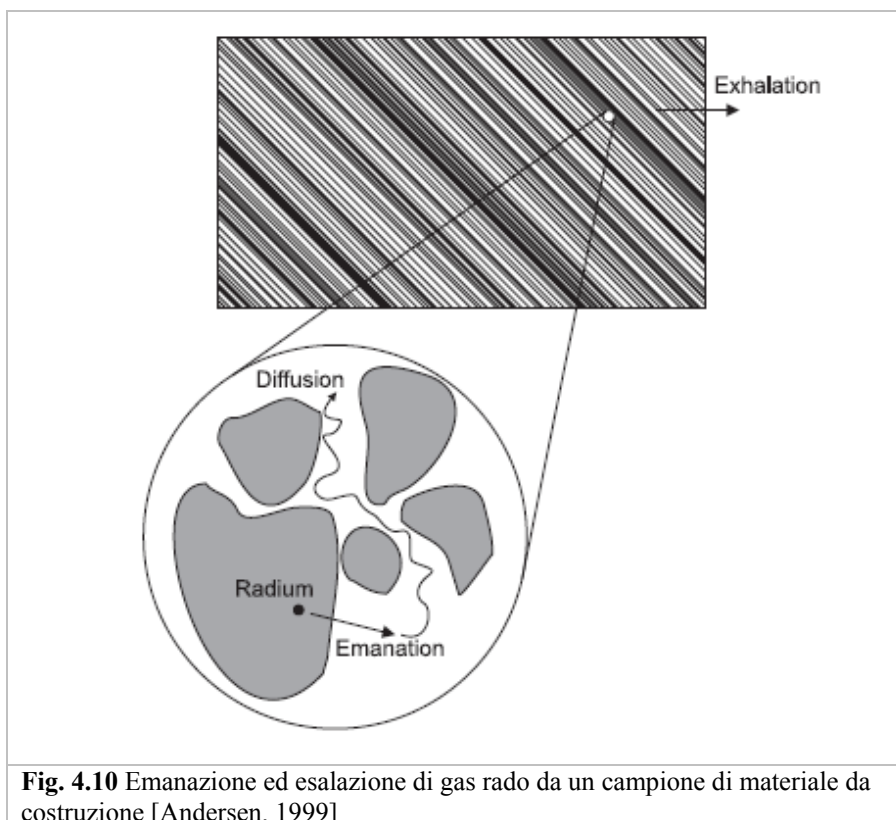 Exhalation
Diffusion
Radium
Emanation
Fig. 4.10 Emanazione ed esalazione di gas rado da un campione di materiale da
costruzione [Andersen, 1999]